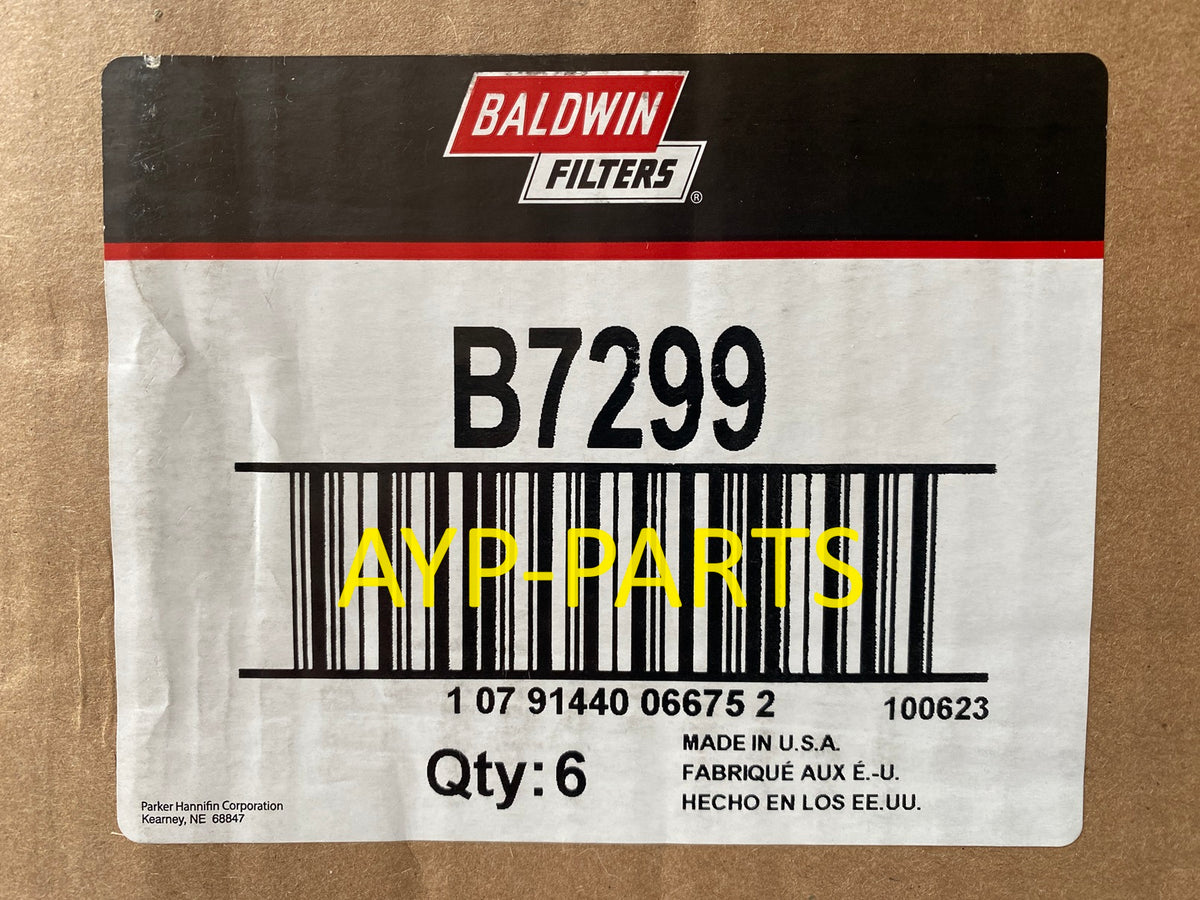 BALDWIN
FILTERS®
B7299
AYP-PARTS
1 07 91440 06675 2
100623
Qty: 6
MADE IN U.S.A.
FABRIQUÉ AUX É.-U.
HECHO EN LOS EE.UU.
Parker Hannifin Corporation
Kearney, NE 68847